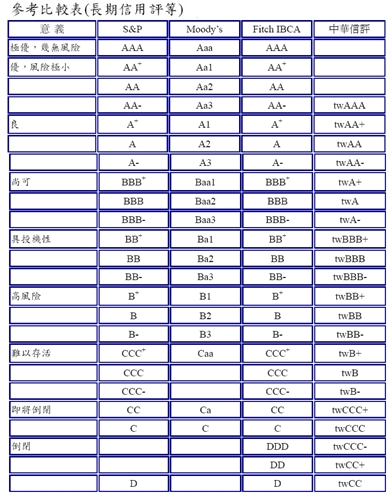 參考比較表(長期信用評等)
意 義 S&P Moody's Fitch IBCA 中華信評
極優，幾無風險 AAA Aaa AAA
優，風險極小 AA+ Aa1 AA+
AA Aa2 AA
AA- Aa3 AA- twAAA
良 A+ A1 A+ twAA+
A A2 A twAA
A- A3 A- twAA-
尚可 BBB+ Baa1 BBB+ twA+
BBB Baa2 BBB twA
BBB- Baa3 BBB- twA-
具投機性 BB+ Ba1 BB+ twBBB+
BB Ba2 BB twBBB
BB- Ba3 BB- twBBB-
高風險 B+ B1 B+ twBB+
B B2 B twBB
B- B3 B- twBB-
難以存活 CCC+ Caa CCC+ twB+
CCC CCC twB
CCC- CCC- twB-
即將倒閉 CC Ca CC twCCC+
C C C twCCC
倒閉 DDD twCCC-
DD twCC+
D D twCC